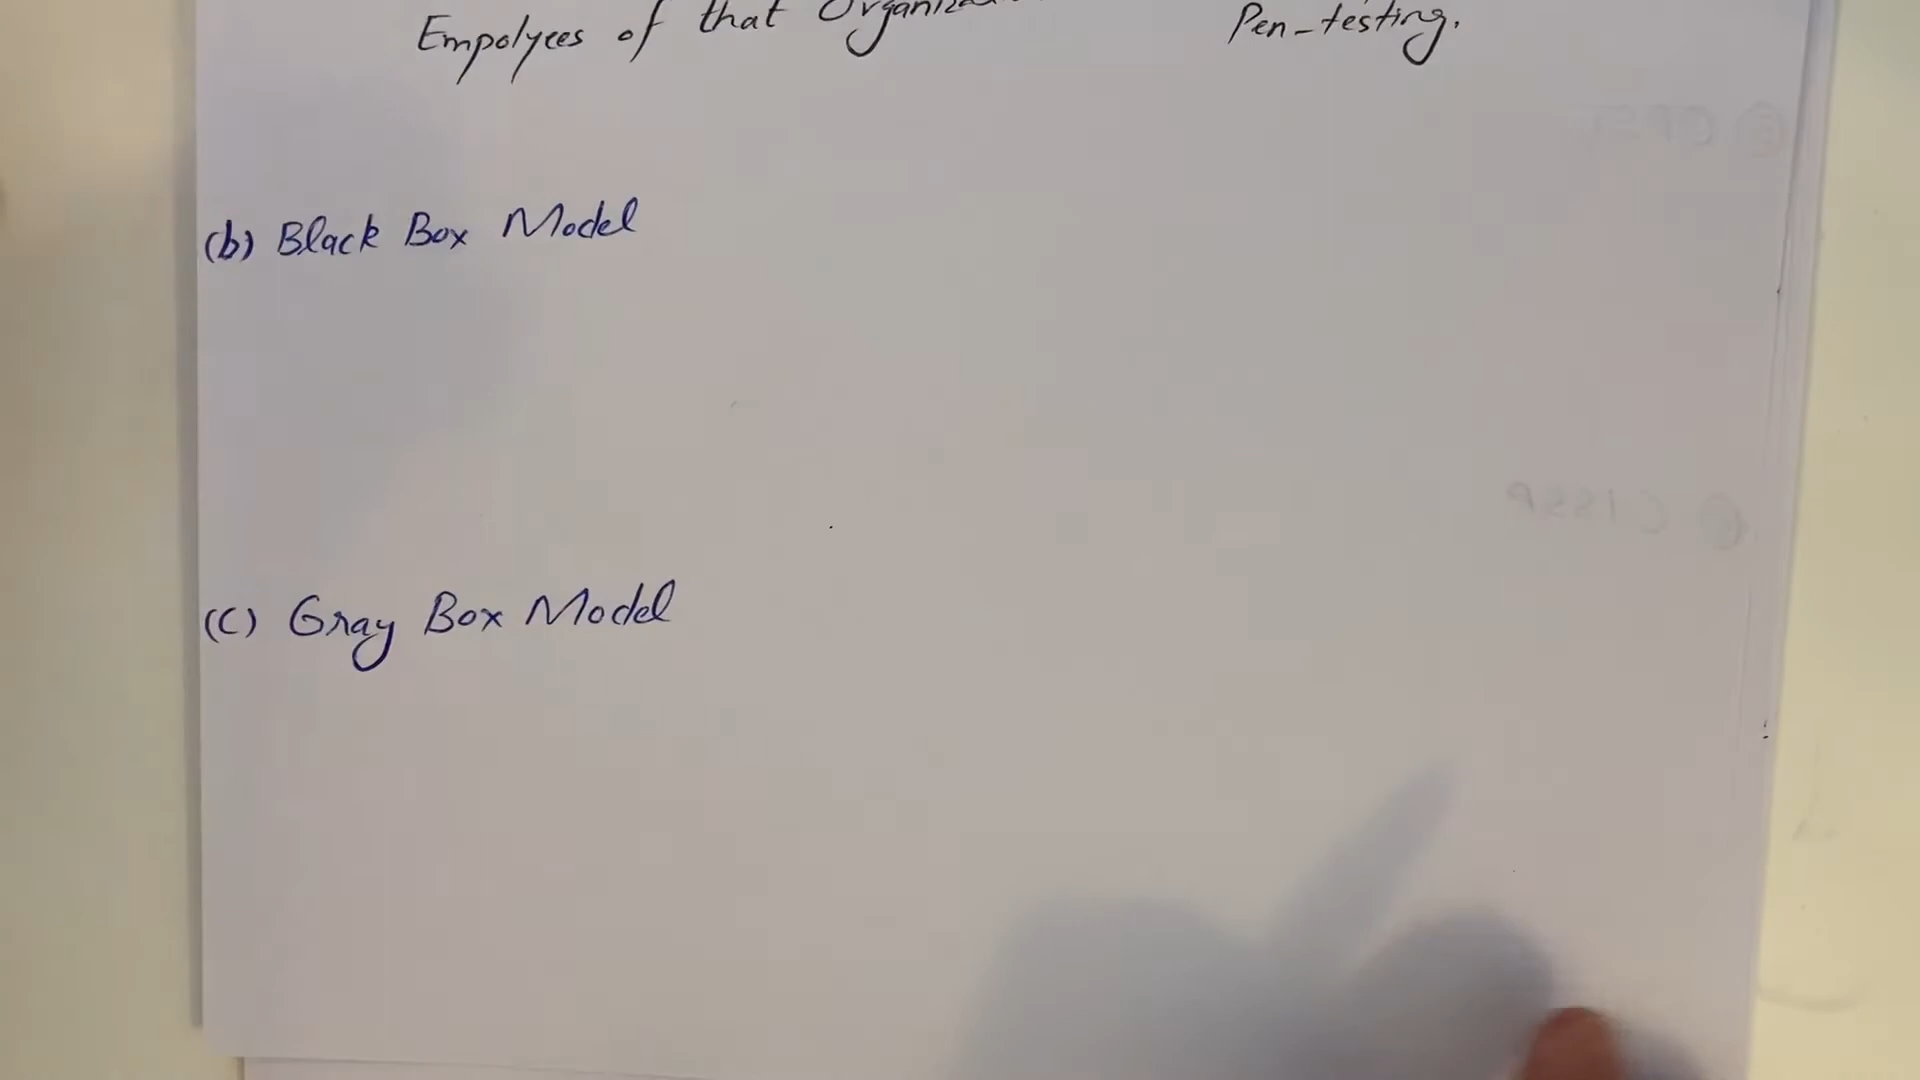 Empolyees of that Pen-testing.
(b) Black Box Model
(C) Gray Box Model